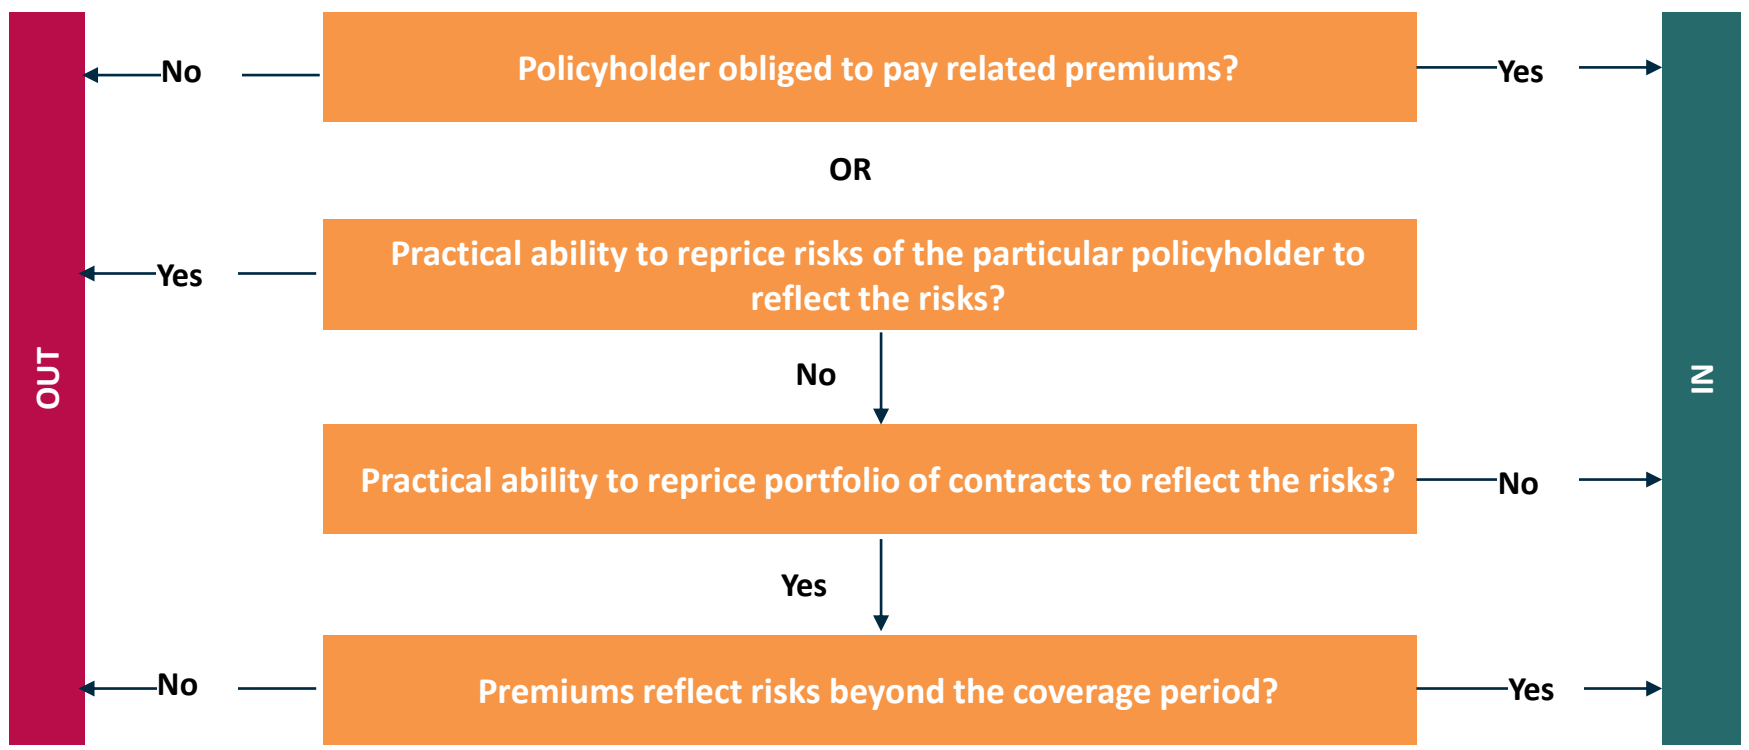 No
Policyholder obliged to pay related premiums?
Yes
OR
Practical ability to reprice risks of the particular policyholder to
reflect the risks?
Yes
No
OUT
IN
Practical ability to reprice portfolio of contracts to reflect the risks?
No
Yes
No
Premiums reflect risks beyond the coverage period?
Yes